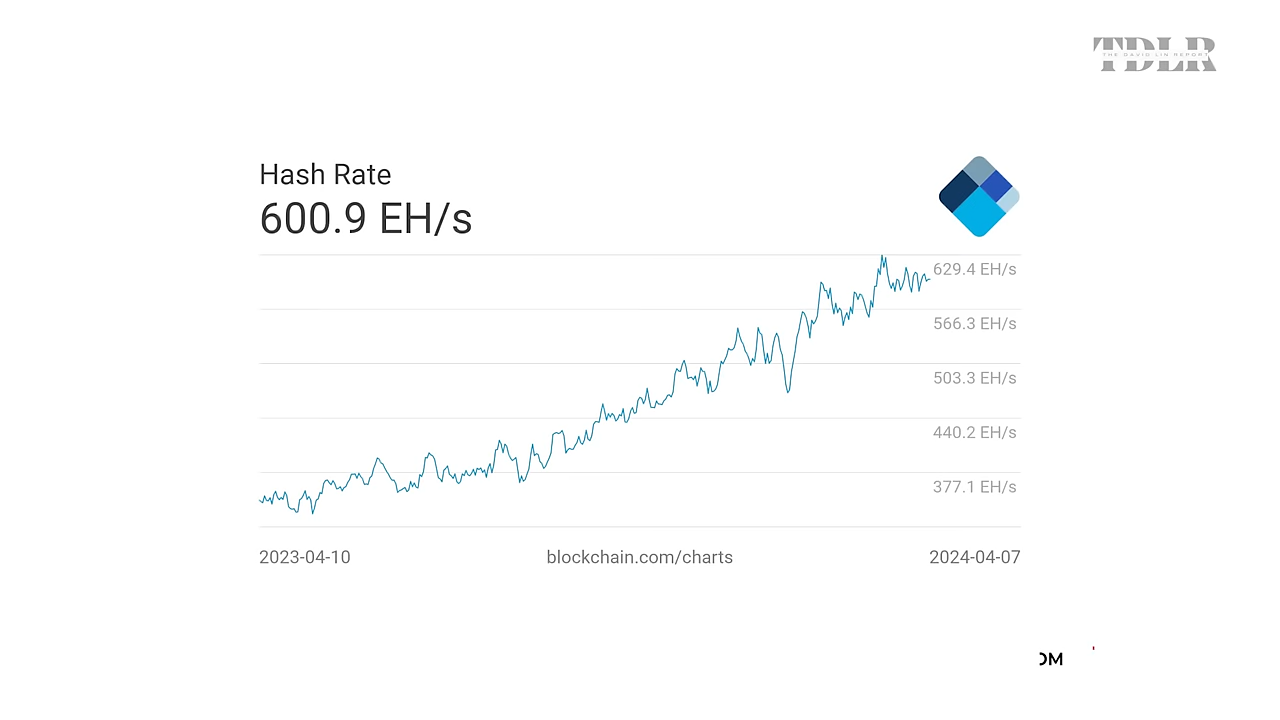 TDLR
THE DAVID LIN REPORT
Hash Rate
600.9 EH/s
629.4 EH/s
566.3 EH/s
503.3 EH/s
440.2 EH/s
377.1 EH/s
2023-04-10
blockchain.com/charts
2024-04-07
OM